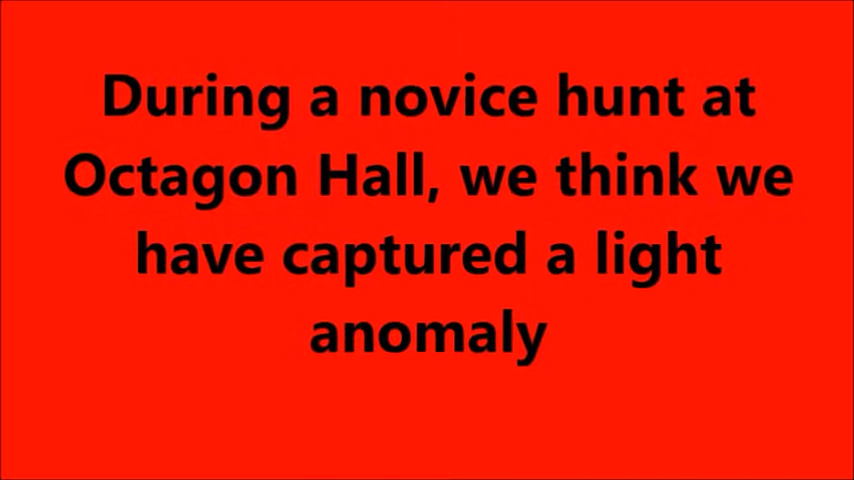 During a novice hunt at
Octagon Hall, we think we
have captured a light
anomaly